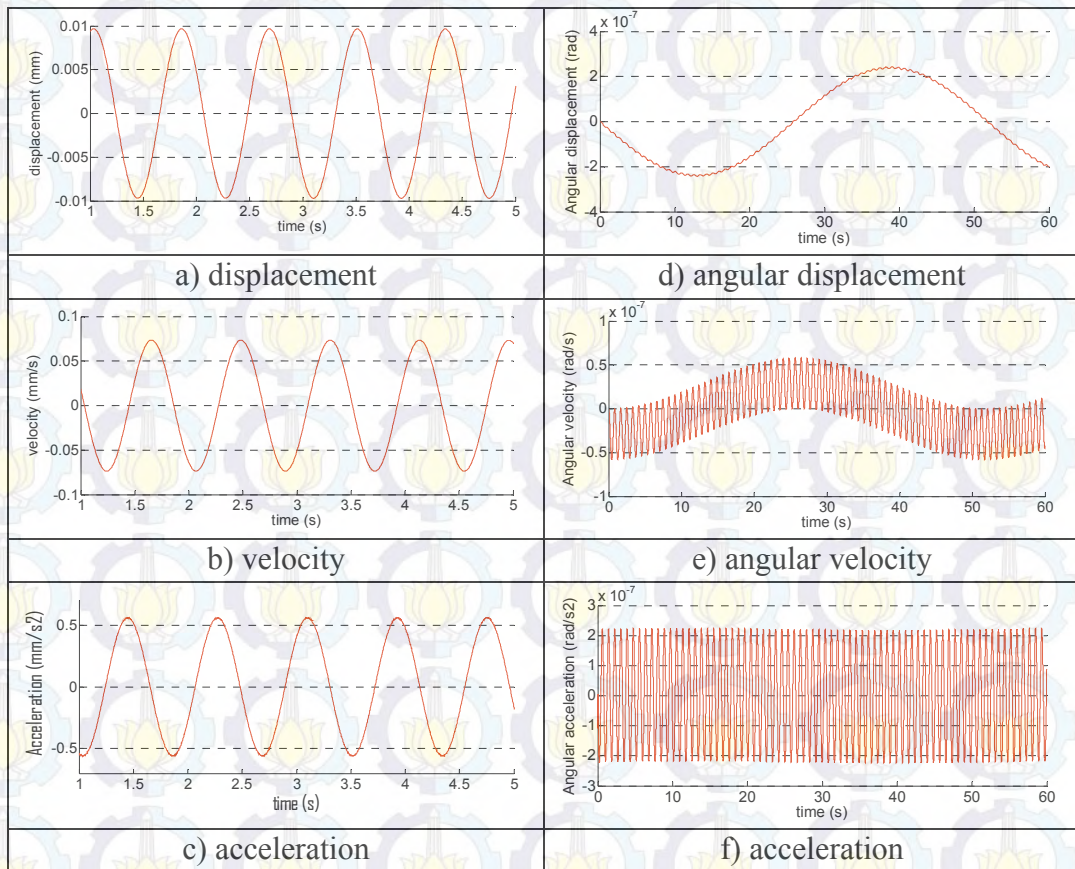 0.01
0.005
0
-0.005
-0.01
1 1.5 2 2.5 3 3.5 4 4.5 5
displacement (mm)
time (s)
a) displacement
x 10-7
4
2
0
-2
-4
0 10 20 30 40 50 60
Angular displacement (rad)
time (s)
d) angular displacement
0.1
0.05
0
-0.05
-0.1
1 1.5 2 2.5 3 3.5 4 4.5 5
velocity (mm/s)
time (s)
b) velocity
x 10-7
1
0.5
0
-0.5
-1
0 10 20 30 40 50 60
Angular velocity (rad/s)
time (s)
e) angular velocity
0.5
0
-0.5
1 1.5 2 2.5 3 3.5 4 4.5 5
Acceleration (mm/s2)
time (s)
c) acceleration
x 10-7
3
2
1
0
-1
-2
-3
0 10 20 30 40 50 60
Angular acceleration (rad/s2)
time (s)
f) acceleration